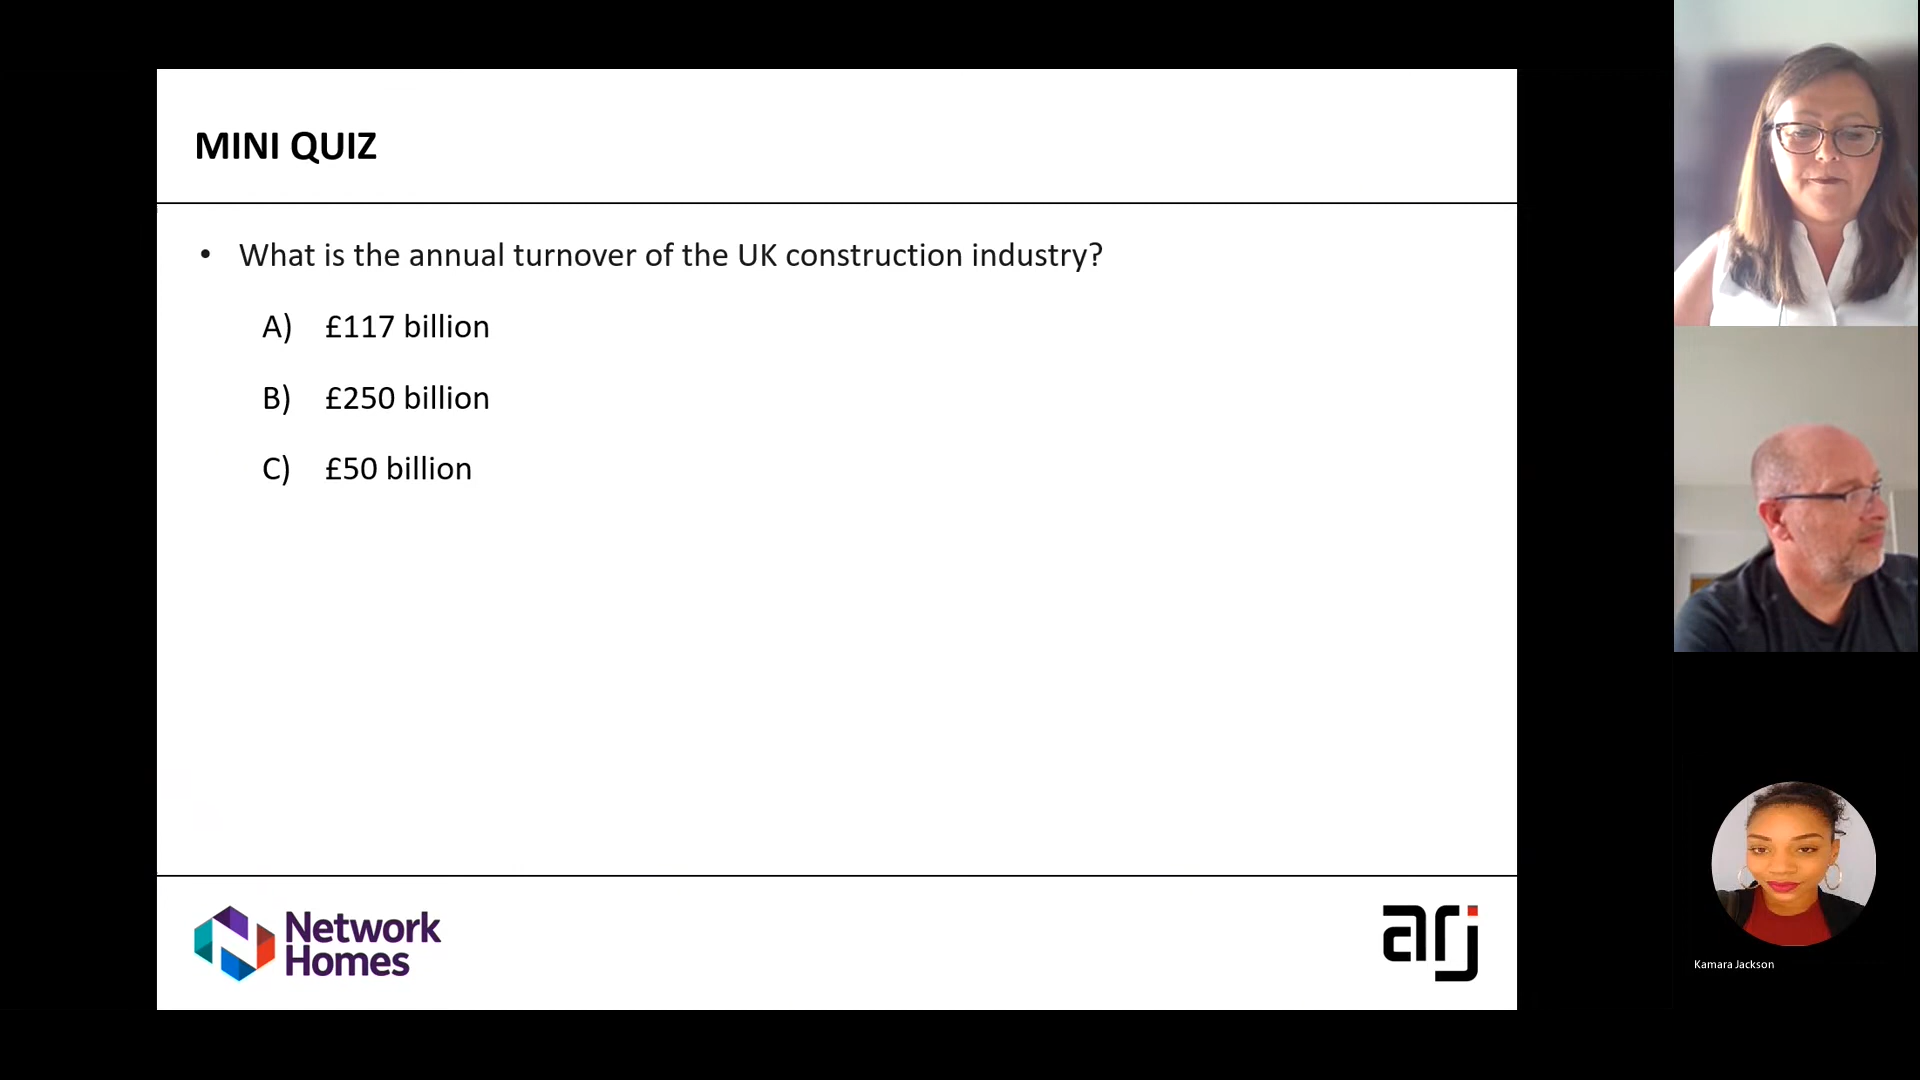 MINI QUIZ
• What is the annual turnover of the UK construction industry?
A) £117 billion
B) £250 billion
C) £50 billion
Network
Homes
arj
Kamara Jackson